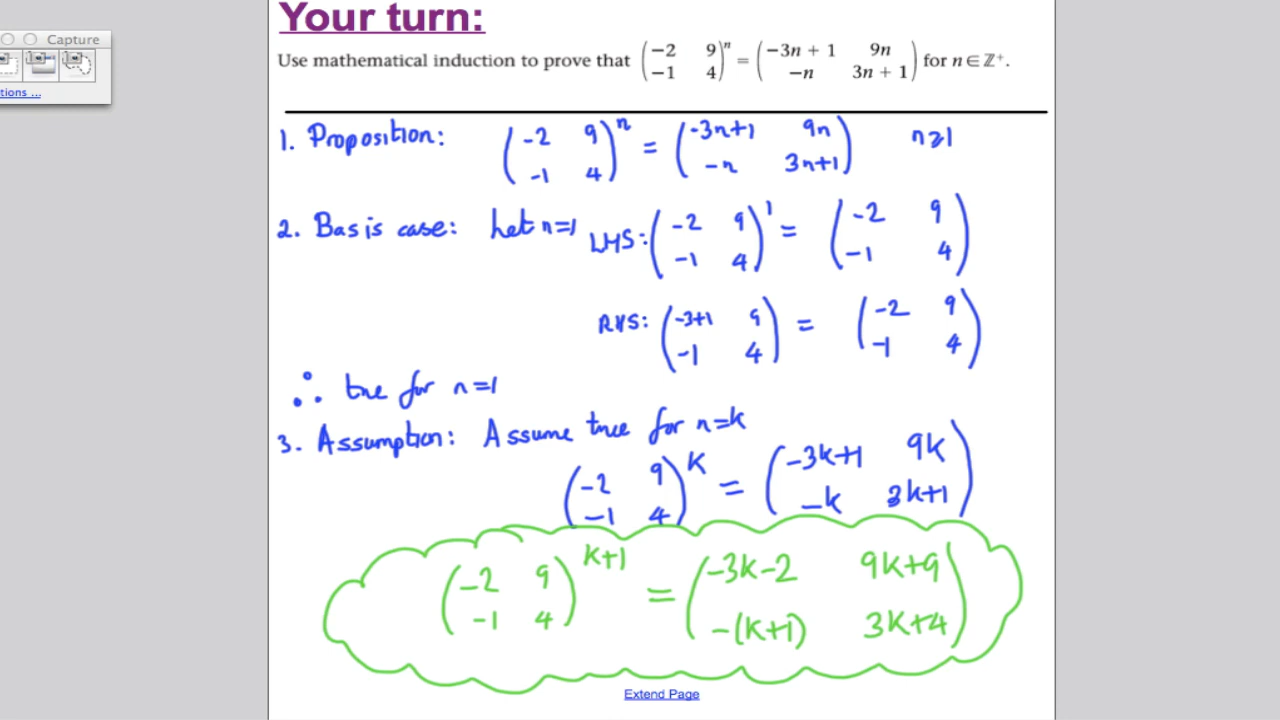 Your turn:
Capture
Use mathematical induction to prove that (−2 9 −1 4)ⁿ = (−3n + 1 9n −n 3n + 1) for n ∈ ℤ⁺.
tions ...
1. Proposition: (-2 9 -1 4)ⁿ = (-3n+1 9n -n 3n+1) n≥1
2. Basis case: Let n=1 LHS: (-2 9 -1 4)¹ = (-2 9 -1 4)
RHS: (-3+1 9 -1 4) = (-2 9 -1 4)
∴ true for n=1
3. Assumption: Assume true for n=k
(-2 9 -1 4)ᵏ = (-3k+1 9k -k 3k+1)
(-2 9 -1 4)ᵏ⁺¹ = (-3k-2 9k+9 -(k+1) 3k+4)
Extend Page